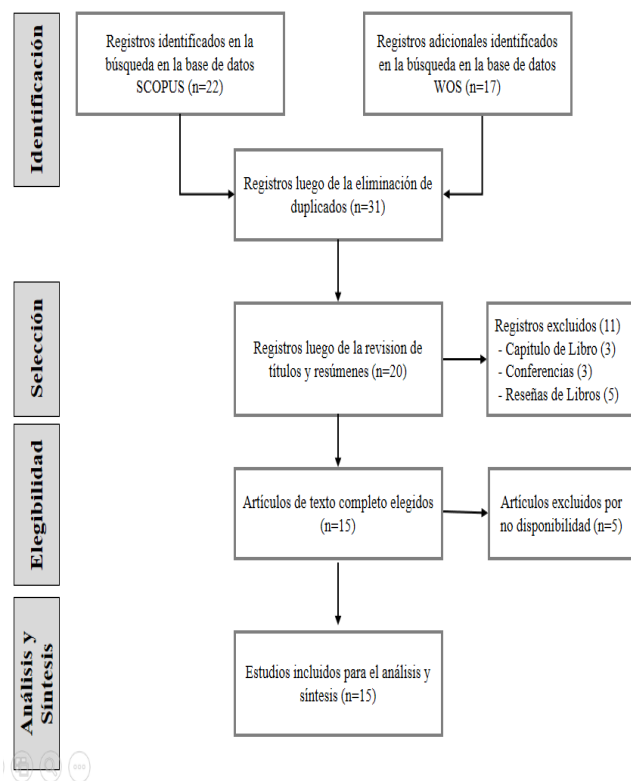 Identificación
Registros identificados en la
búsqueda en la base de datos
SCOPUS (n=22)
Registros adicionales identificados
en la búsqueda en la base de datos
WOS (n=17)
Registros luego de la eliminación de
duplicados (n=31)
Selección
Registros luego de la revision de
títulos y resúmenes (n=20)
Registros excluidos (11)
- Capitulo de Libro (3)
- Conferencias (3)
- Reseñas de Libros (5)
Elegibilidad
Artículos de texto completo elegidos
(n=15)
Artículos excluidos por
no disponibilidad (n=5)
Análisis y
Síntesis
Estudios incluidos para el análisis y
síntesis (n=15)